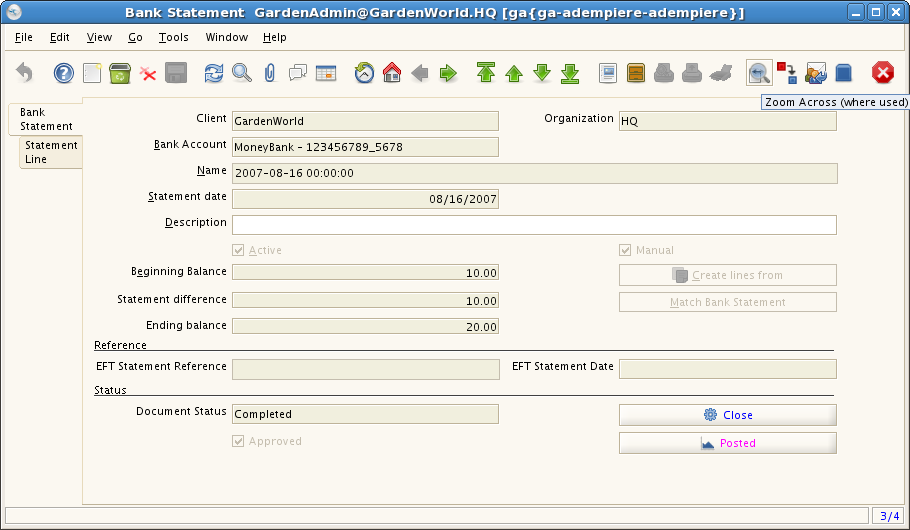 Bank Statement GardenAdmin@GardenWorld.HQ [ga{ga-adempiere-adempiere}]
File Edit View Go Tools Window Help
Zoom Across (where used)
Bank
Statement
Statement
Line
Client GardenWorld Organization HQ
Bank Account MoneyBank - 123456789_5678
Name 2007-08-16 00:00:00
Statement date 08/16/2007
Description
Active Manual
Beginning Balance 10.00 Create lines from
Statement difference 10.00 Match Bank Statement
Ending balance 20.00
Reference
EFT Statement Reference EFT Statement Date
Status
Document Status Completed Close
Approved Posted
3/4